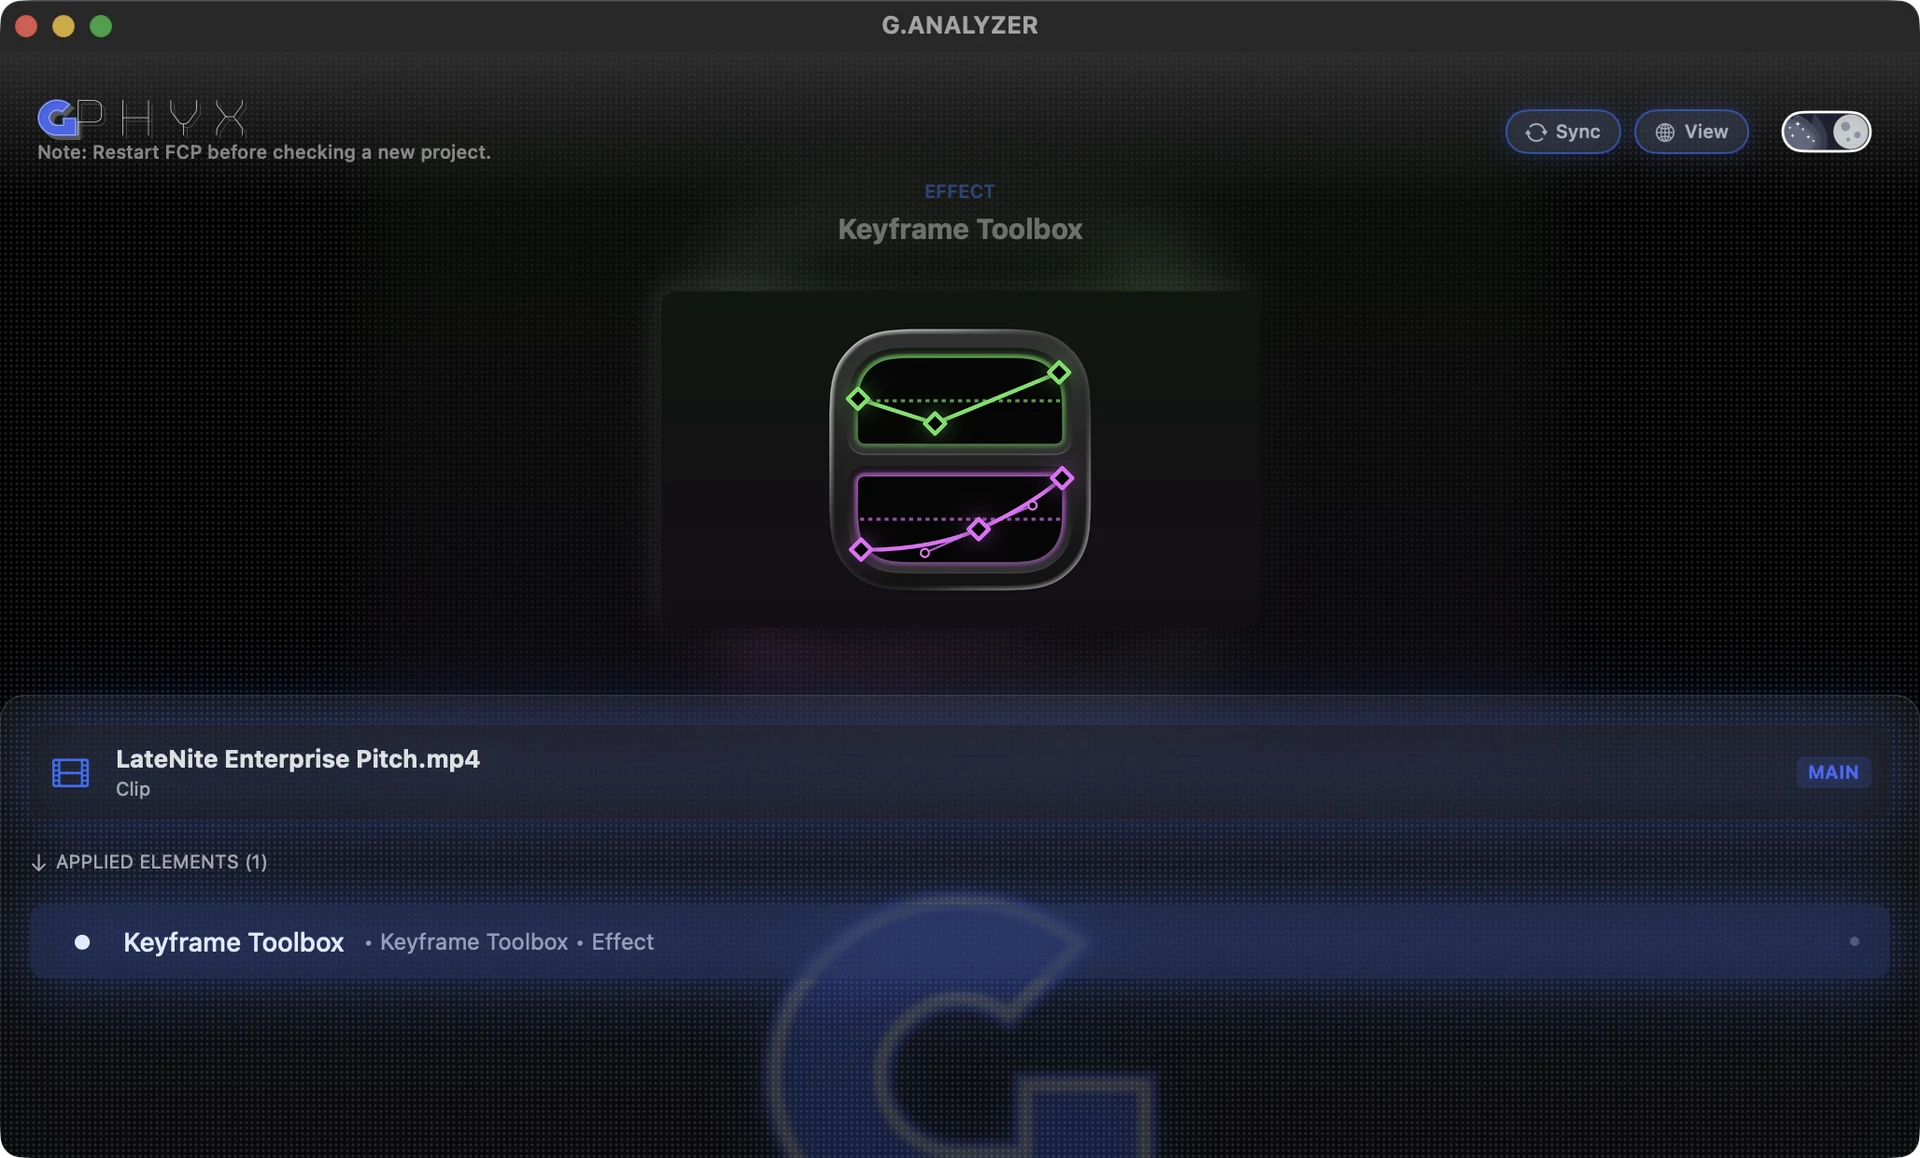 G.ANALYZER
GPHYX
Note: Restart FCP before checking a new project.
Sync
View
EFFECT
Keyframe Toolbox
LateNite Enterprise Pitch.mp4
Clip
MAIN
↓ APPLIED ELEMENTS (1)
Keyframe Toolbox • Keyframe Toolbox • Effect
G